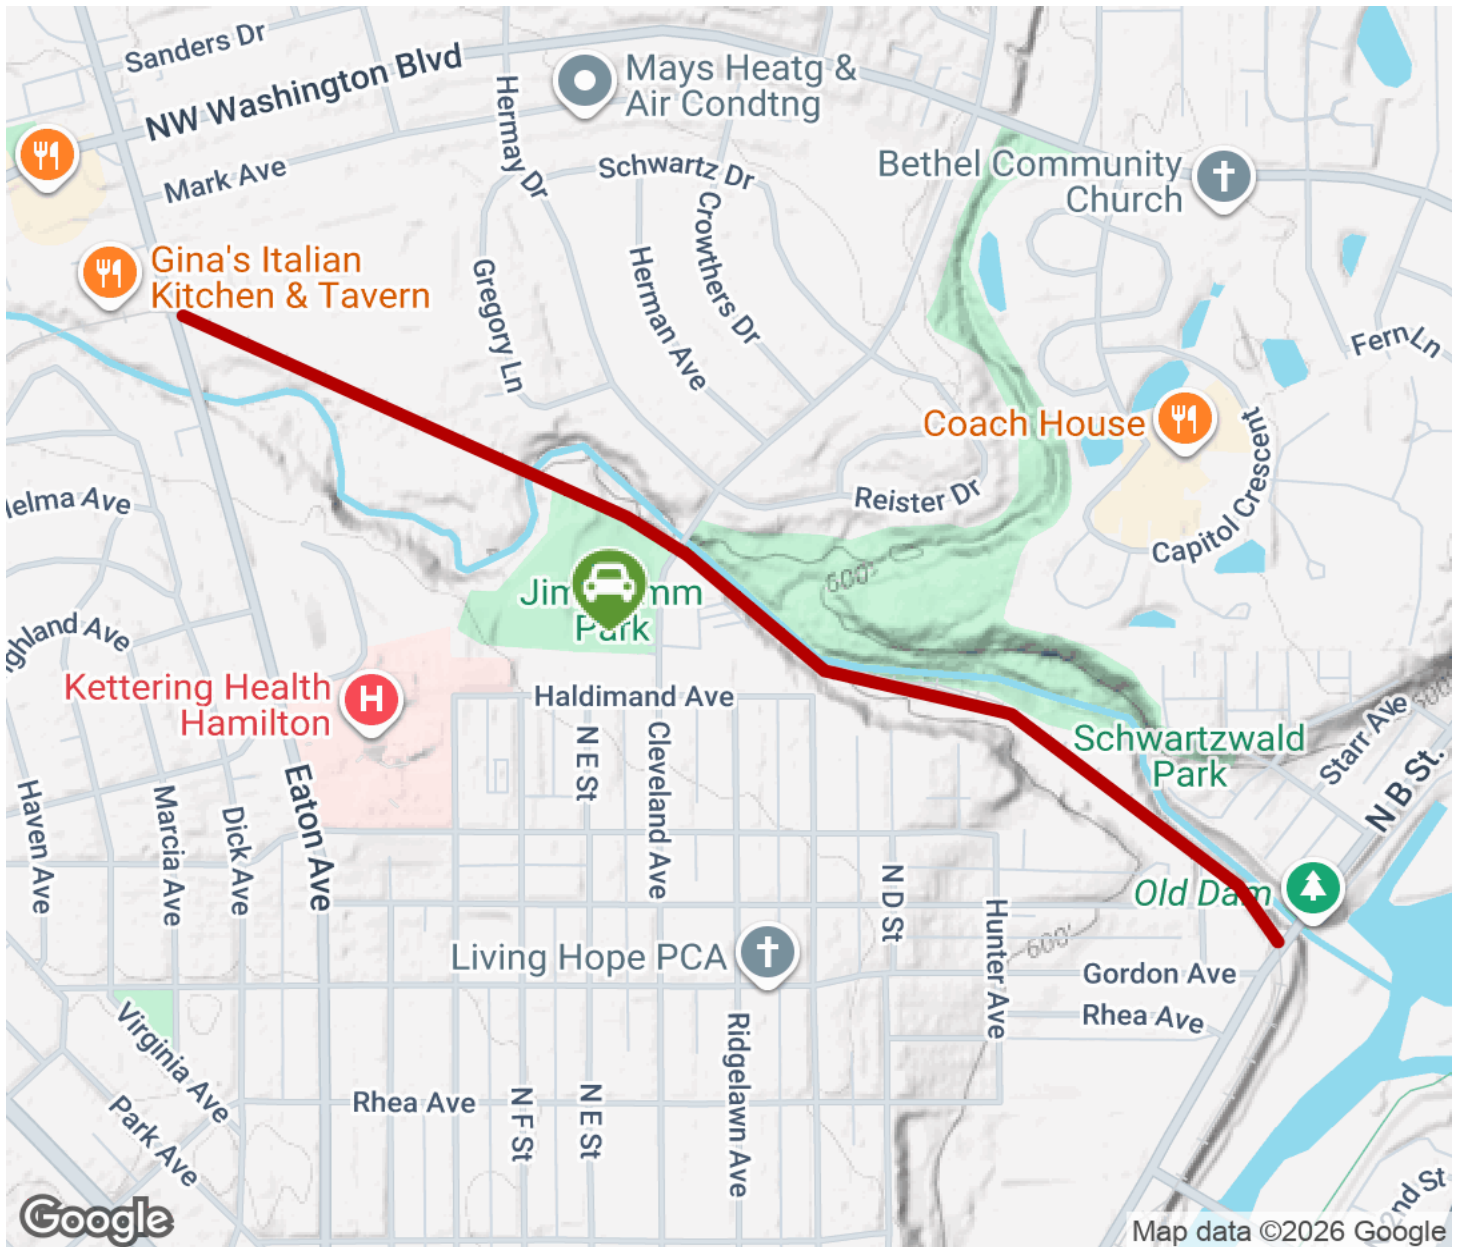 Sanders Dr
NW Washington Blvd
Mark Ave
Hermay Dr
Mays Heatg &
Air Condtng
Schwartz Dr
Bethel Community
Church
Gina's Italian
Kitchen & Tavern
Gregory Ln
Herman Ave
Crowthers Dr
Fern Ln
Coach House
Capitol Crescent
Reister Dr
600'
Park
Kettering Health
Hamilton
H
Haldimand Ave
Schwartzwald
Park
Starr Ave
600'
N B St.
N E St
Cleveland Ave
Haven Ave
Marcia Ave
Dick Ave
Eaton Ave
Old Dam
N D St
Hunter Ave
600'
Living Hope PCA
Gordon Ave
Rhea Ave
Virginia Ave
Park Ave
Rhea Ave
N F St
N E St
Ridgelawn Ave
2nd St
Google
Map data ©2026 Google